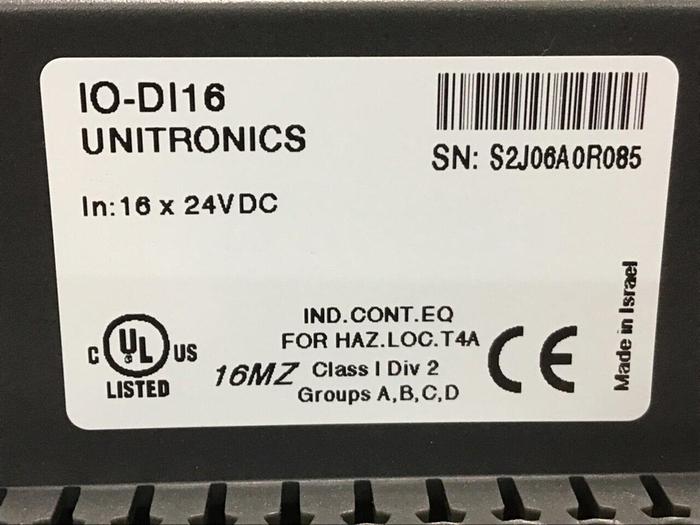 IO-DI16
UNITRONICS
SN: S2J06A0R085
In:16 x 24VDC
IND.CONT.EQ
FOR HAZ.LOC.T4A
Class I Div 2
Groups A,B,C,D
16MZ
C UL US
LISTED
CE
Made in Israel